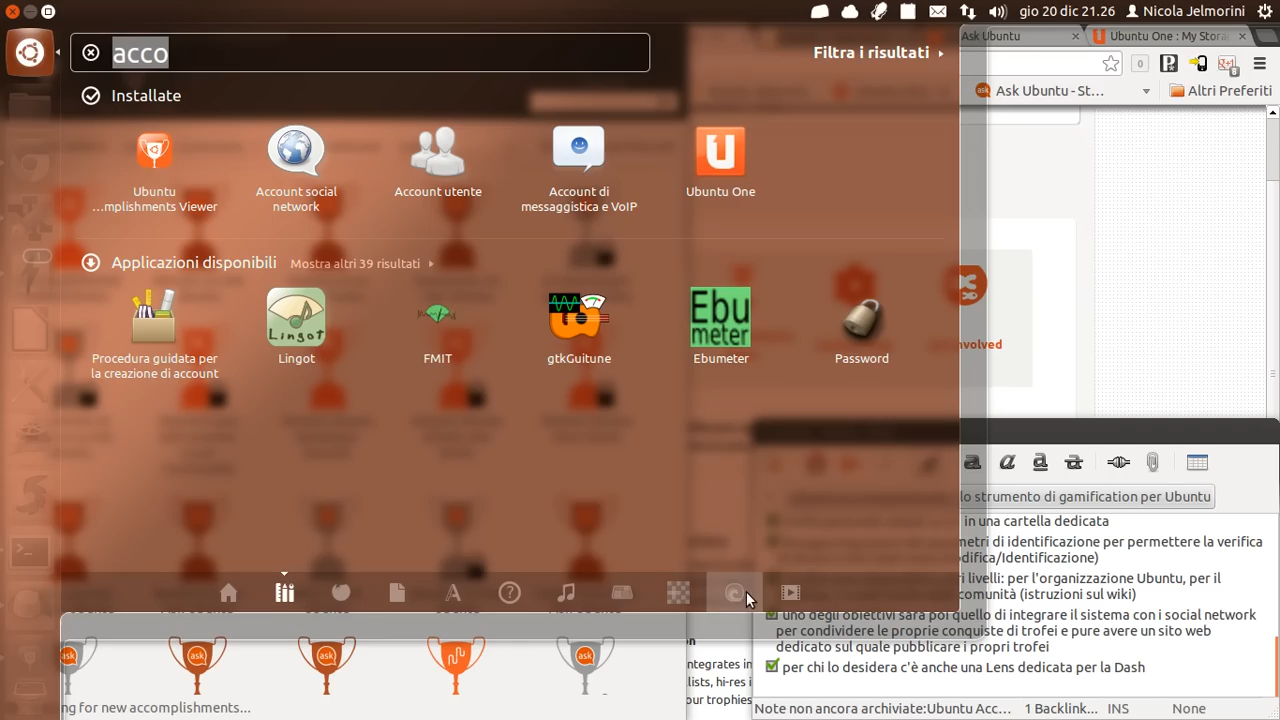 gio 20 dic 21.26 Nicola Jelmorini
acco
Filtra i risultati
Installate
Ubuntu
...mplishments Viewer
Account social
network
Account utente
Account di
messaggistica e VoIP
Ubuntu One
Applicazioni disponibili Mostra altri 39 risultati
Procedura guidata per
la creazione di account
Lingot
FMIT
gtkGuitune
Ebumeter
Password
Ask Ubuntu
Ubuntu One : My Stora
Ask Ubuntu - St...
Altri Preferiti
lo strumento di gamification per Ubuntu
in una cartella dedicata
metri di identificazione per permettere la verifica
odifica/Identificazione)
ri livelli: per l'organizzazione Ubuntu, per il
comunità (istruzioni sul wiki)
uno degli obiettivi sarà poi quello di integrare il sistema con i social network
per condividere le proprie conquiste di trofei e pure avere un sito web
dedicato sul quale pubblicare i propri trofei
per chi lo desidera c'è anche una Lens dedicata per la Dash
Note non ancora archiviate:Ubuntu Acc... 1 Backlink... INS None
ask
ask
ask
ask
ntegrates in
lists, hi-res i
our trophies
ng for new accomplishments...